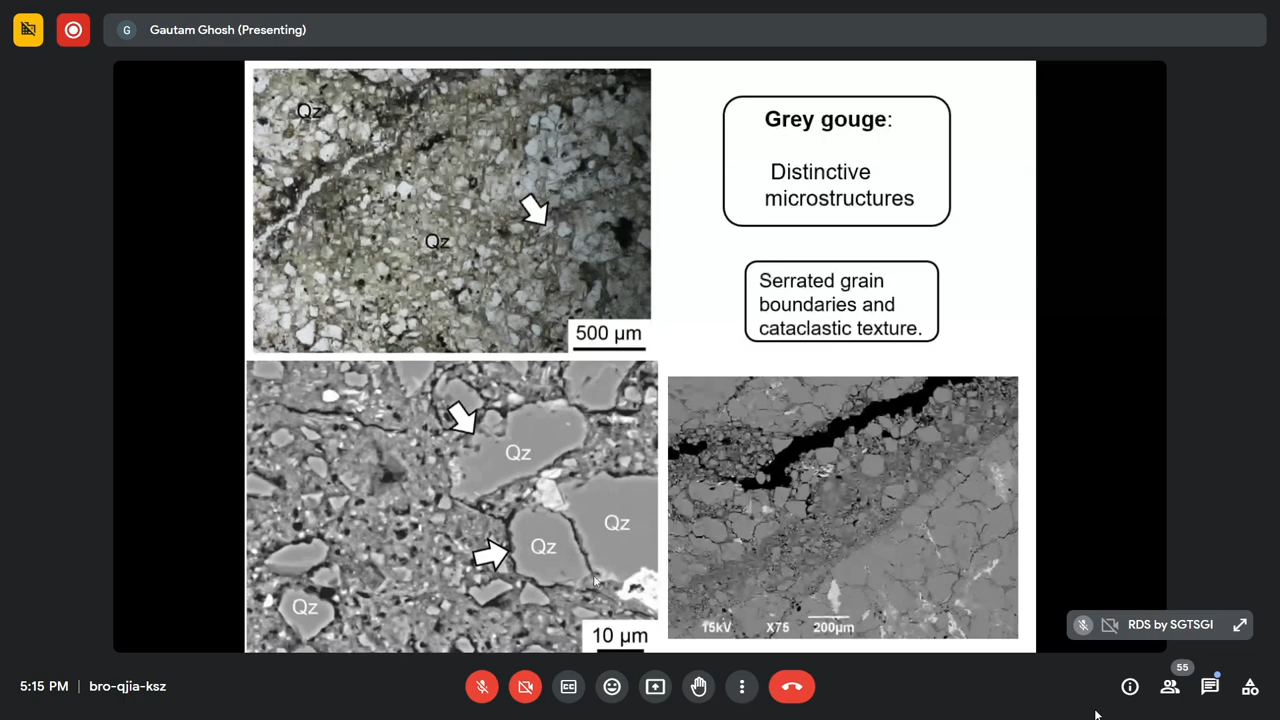 G Gautam Ghosh (Presenting)
Qz
Qz
500 µm
Grey gouge:
Distinctive
microstructures
Serrated grain
boundaries and
cataclastic texture.
Qz
Qz
Qz
Qz
10 µm
15kV X75 200µm
RDS by SGTSGI
55
5:15 PM | bro-qjia-ksz